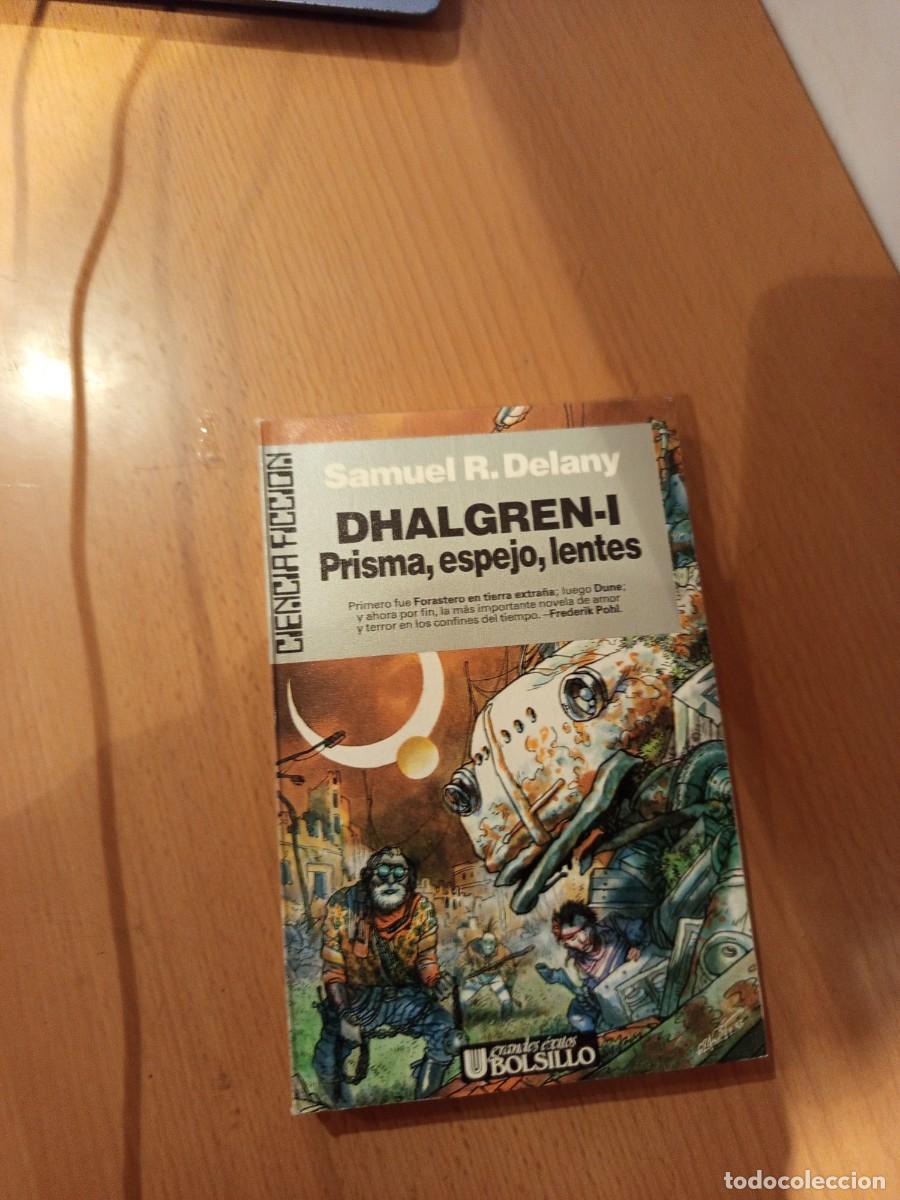 CIENCIA FICCION
Samuel R. Delany
DHALGREN-I
Prisma, espejo, lentes
Primero fue Forastero en tierra extraña; luego Dune;
y ahora por fin, la más importante novela de amor
y terror en los confines del tiempo. –Frederik Pohl.
U grandes éxitos
BOLSILLO
todocoleccion